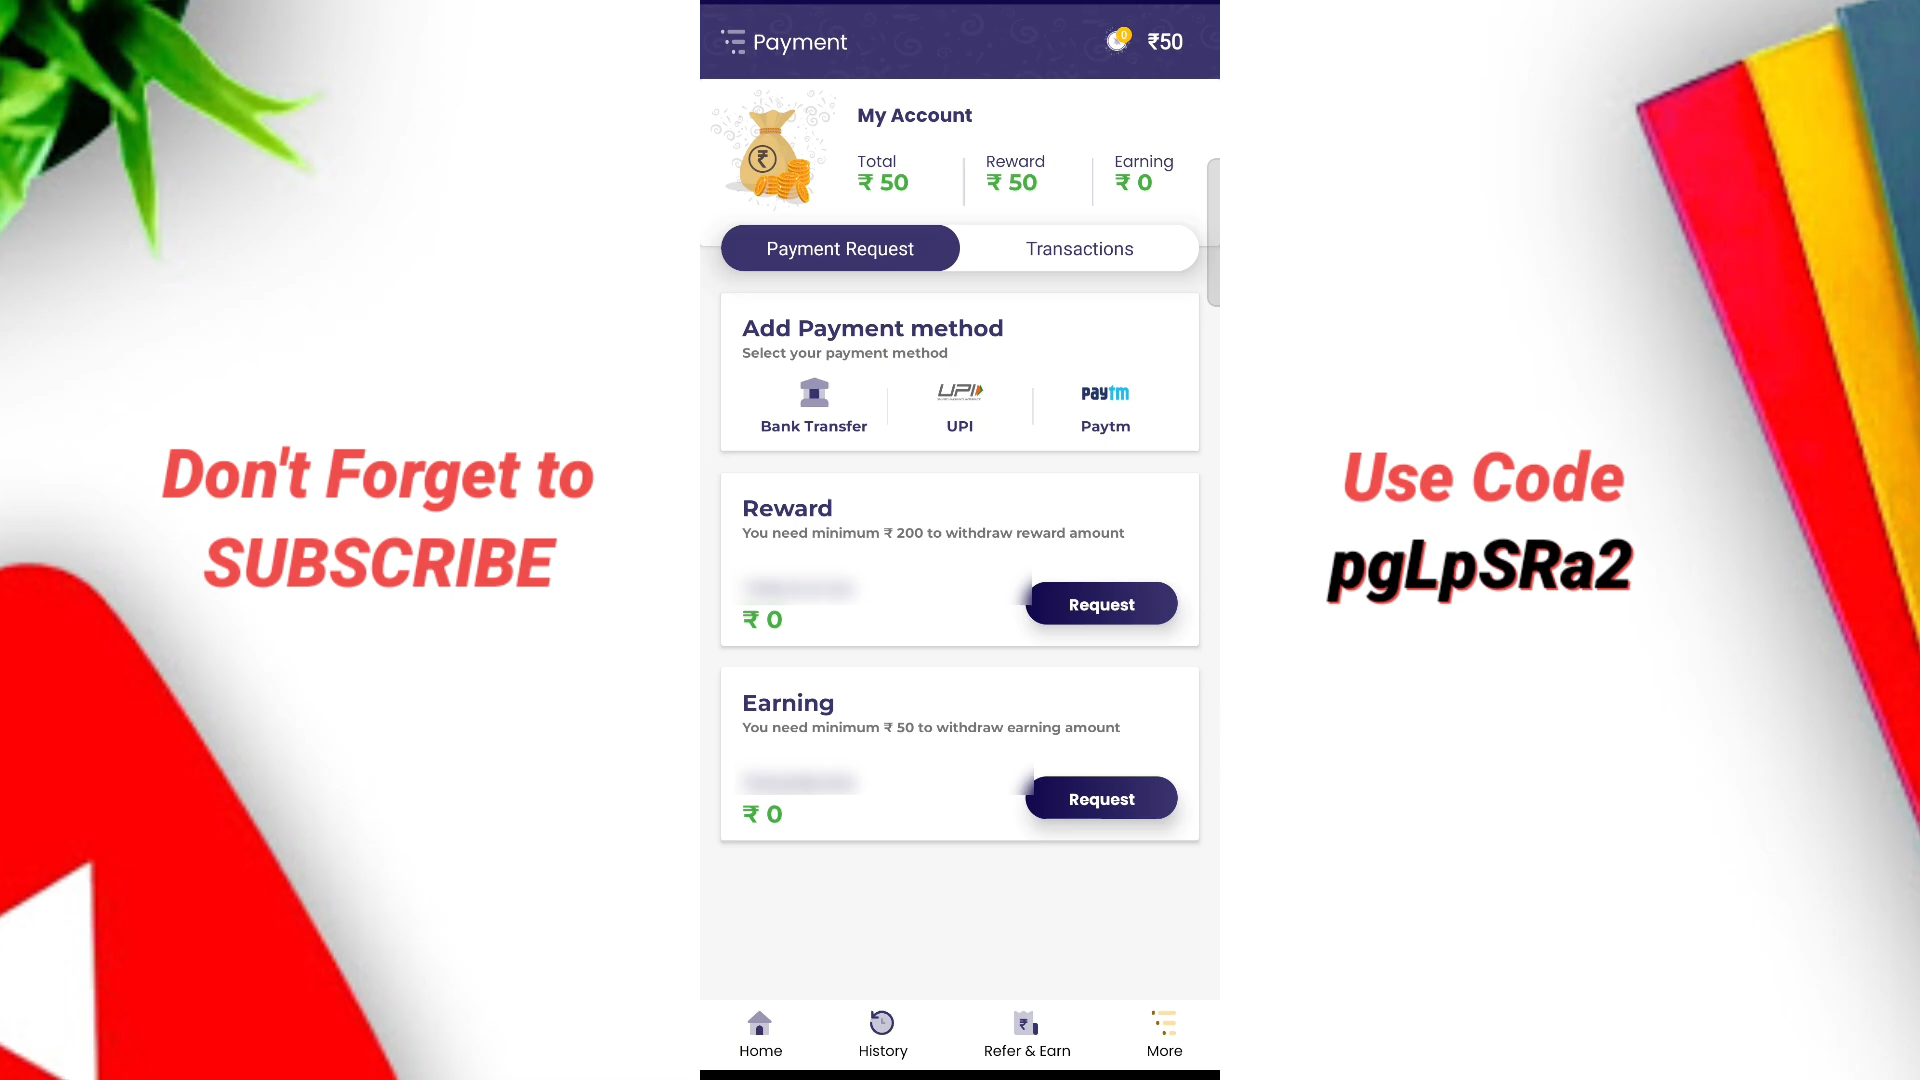 Payment
0
₹50
My Account
Total
Reward
Earning
₹ 50
₹ 50
₹ 0
Payment Request
Transactions
Add Payment method
Select your payment method
UPI
paytm
Bank Transfer
UPI
Paytm
Reward
You need minimum ₹ 200 to withdraw reward amount
₹ 0
Request
Earning
You need minimum ₹ 50 to withdraw earning amount
₹ 0
Request
Home
History
Refer & Earn
More
Don't Forget to
SUBSCRIBE
Use Code
pgLpSRa2